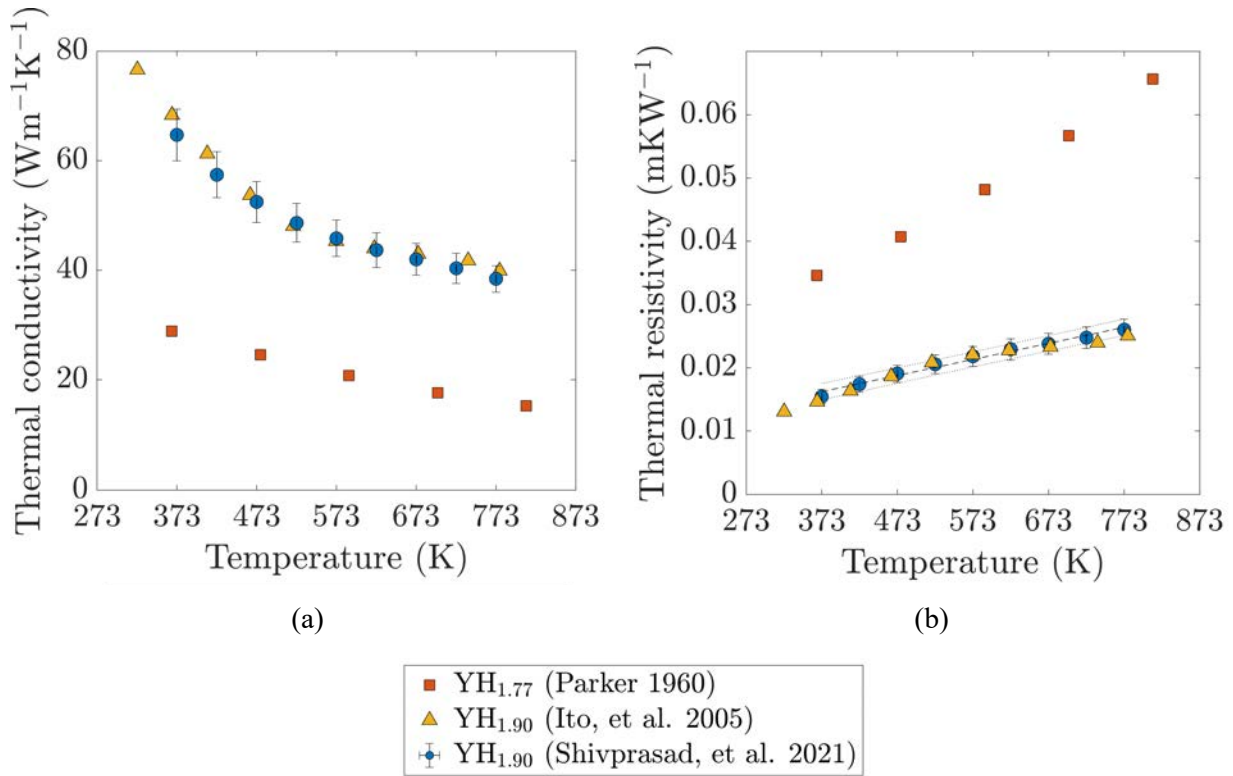 Thermal conductivity (Wm⁻¹K⁻¹)
80
60
40
20
0
273 373 473 573 673 773 873
Temperature (K)
(a)
Thermal resistivity (mKW⁻¹)
0.06
0.05
0.04
0.03
0.02
0.01
0
273 373 473 573 673 773 873
Temperature (K)
(b)
YH₁.₇₇ (Parker 1960)
YH₁.₉₀ (Ito, et al. 2005)
YH₁.₉₀ (Shivprasad, et al. 2021)